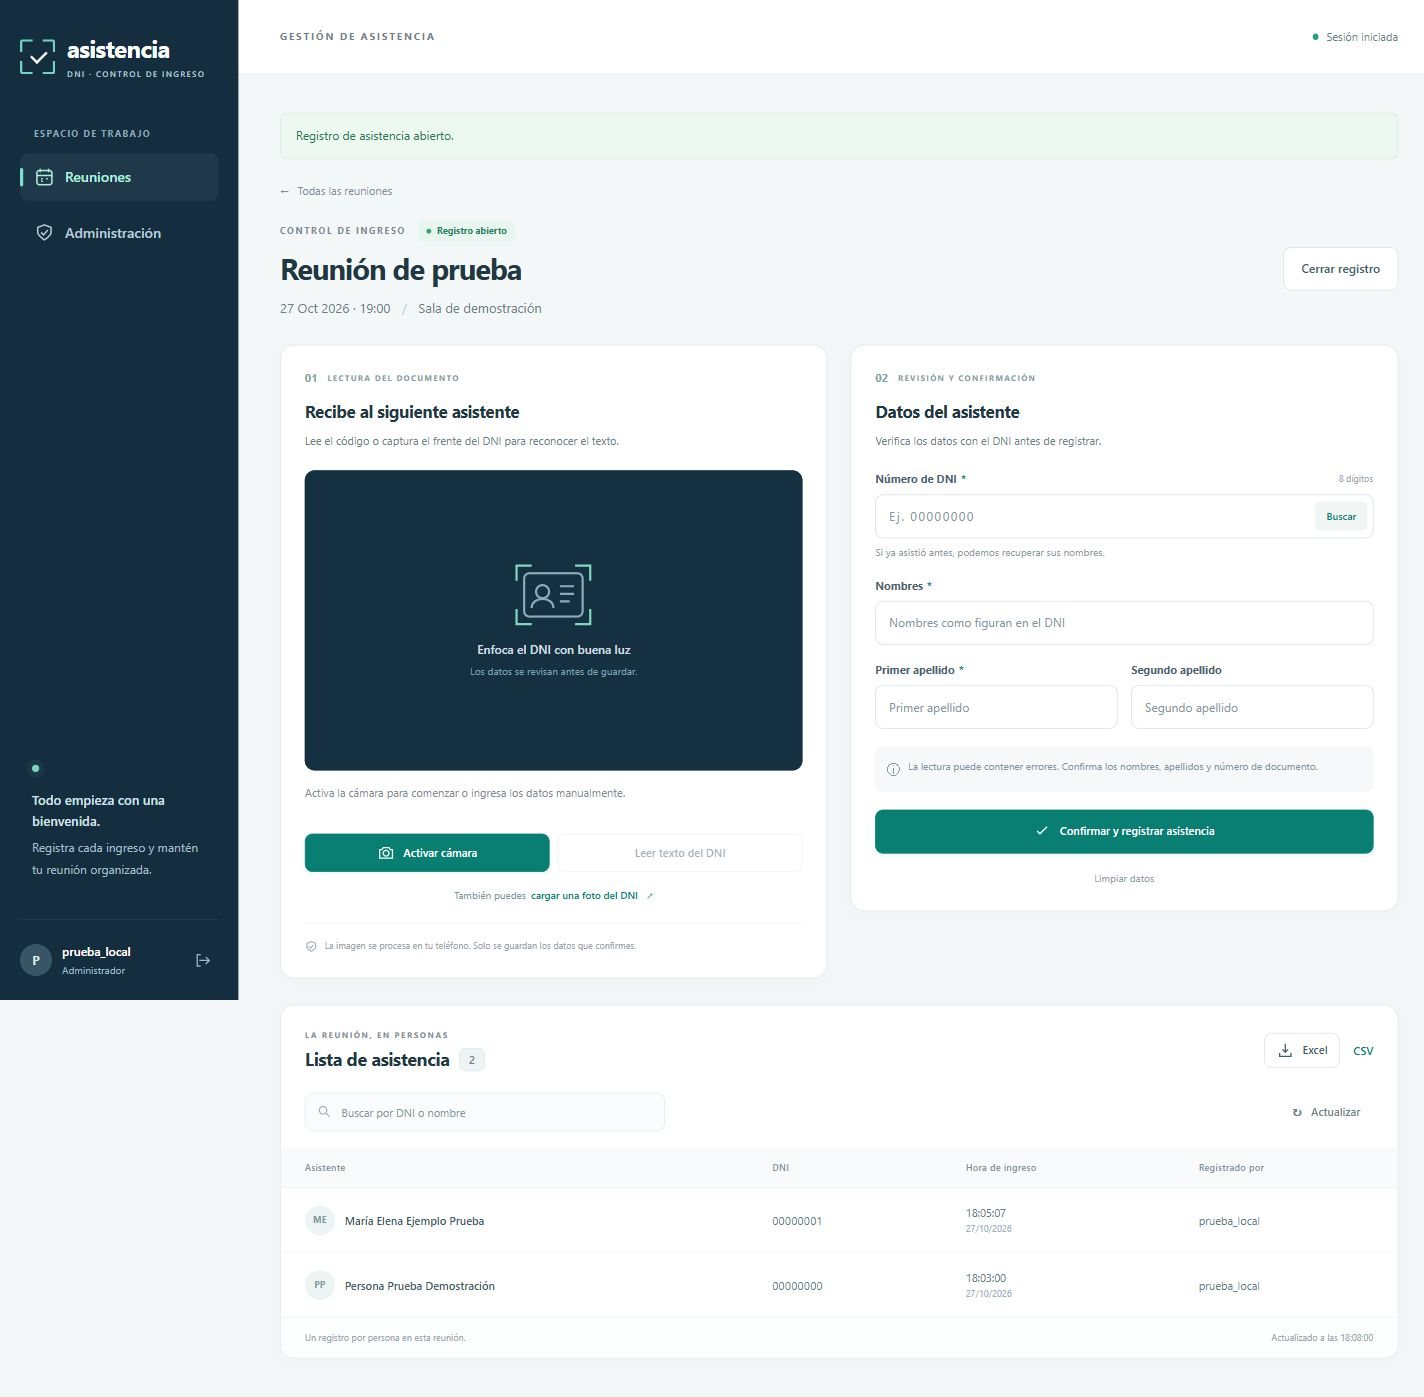 asistencia
DNI · CONTROL DE INGRESO
ESPACIO DE TRABAJO
Reuniones
Administración
Todo empieza con una
bienvenida.
Registra cada ingreso y mantén
tu reunión organizada.
P
prueba_local
Administrador
GESTIÓN DE ASISTENCIA
Sesión iniciada
Registro de asistencia abierto.
← Todas las reuniones
CONTROL DE INGRESO
Registro abierto
Reunión de prueba
Cerrar registro
27 Oct 2026 · 19:00 / Sala de demostración
01 LECTURA DEL DOCUMENTO
Recibe al siguiente asistente
Lee el código o captura el frente del DNI para reconocer el texto.
Enfoca el DNI con buena luz
Los datos se revisan antes de guardar.
Activa la cámara para comenzar o ingresa los datos manualmente.
Activar cámara
Leer texto del DNI
También puedes cargar una foto del DNI ↗
La imagen se procesa en tu teléfono. Solo se guardan los datos que confirmes.
02 REVISIÓN Y CONFIRMACIÓN
Datos del asistente
Verifica los datos con el DNI antes de registrar.
Número de DNI *
8 dígitos
Ej. 00000000
Buscar
Si ya asistió antes, podemos recuperar sus nombres.
Nombres *
Nombres como figuran en el DNI
Primer apellido *
Segundo apellido
Primer apellido
Segundo apellido
La lectura puede contener errores. Confirma los nombres, apellidos y número de documento.
Confirmar y registrar asistencia
Limpiar datos
LA REUNIÓN, EN PERSONAS
Lista de asistencia 2
Excel
CSV
Buscar por DNI o nombre
↻ Actualizar
Asistente DNI Hora de ingreso Registrado por
ME María Elena Ejemplo Prueba 00000001 18:05:07 prueba_local
27/10/2026
PP Persona Prueba Demostración 00000000 18:03:00 prueba_local
27/10/2026
Un registro por persona en esta reunión.
Actualizado a las 18:08:00